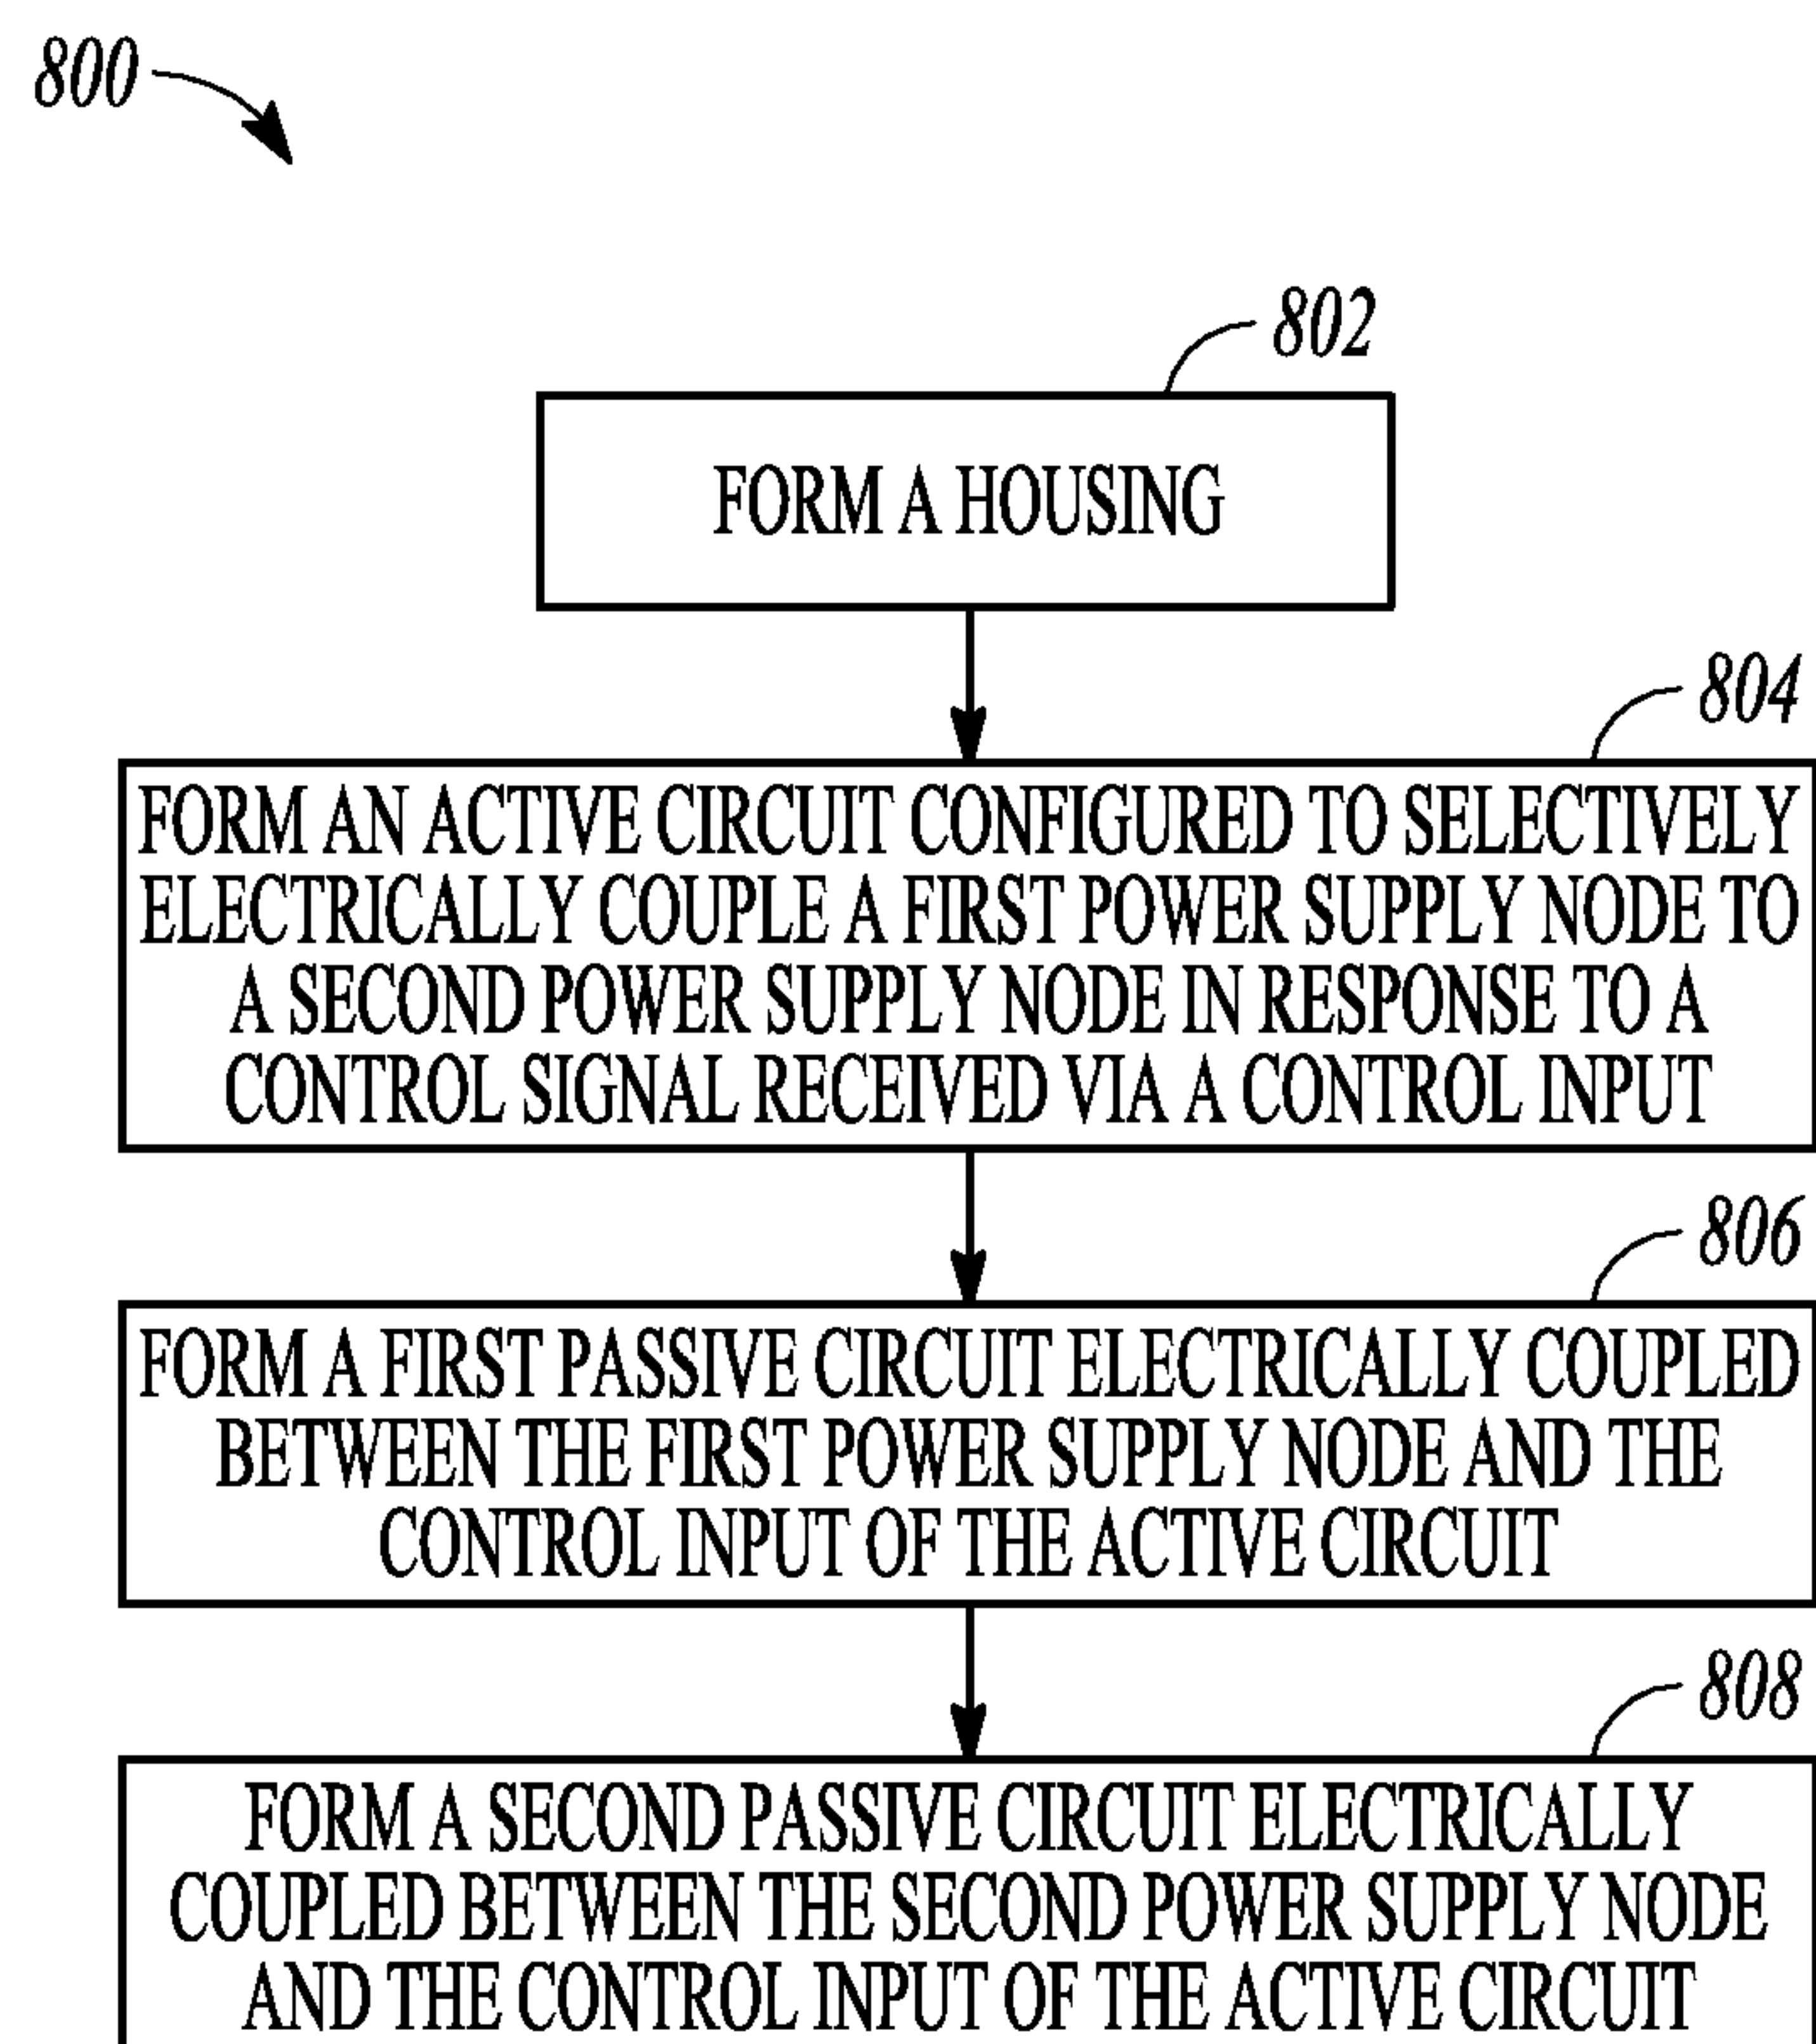 800
802
FORM A HOUSING
804
FORM AN ACTIVE CIRCUIT CONFIGURED TO SELECTIVELY
ELECTRICALLY COUPLE A FIRST POWER SUPPLY NODE TO
A SECOND POWER SUPPLY NODE IN RESPONSE TO A
CONTROL SIGNAL RECEIVED VIA A CONTROL INPUT
806
FORM A FIRST PASSIVE CIRCUIT ELECTRICALLY COUPLED
BETWEEN THE FIRST POWER SUPPLY NODE AND THE
CONTROL INPUT OF THE ACTIVE CIRCUIT
808
FORM A SECOND PASSIVE CIRCUIT ELECTRICALLY
COUPLED BETWEEN THE SECOND POWER SUPPLY NODE
AND THE CONTROL INPUT OF THE ACTIVE CIRCUIT